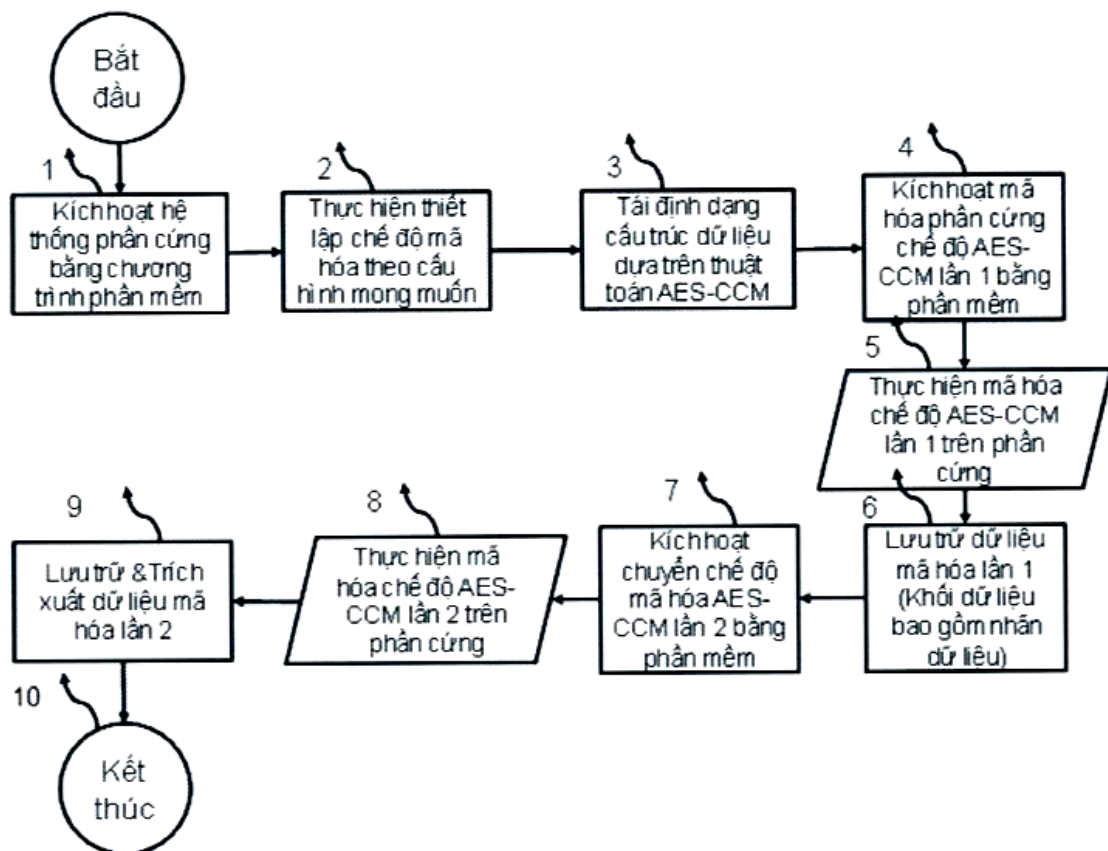 Bắt
đầu
1
Kích hoạt hệ
thống phần cứng
bằng chương
trình phần mềm
2
Thực hiện thiết
lập chế độ mã
hóa theo cấu
hình mong muốn
3
Tái định dạng
cấu trúc dữ liệu
dựa trên thuật
toán AES-CCM
4
Kích hoạt mã
hóa phần cứng
chế độ AES-
CCM lần 1 bằng
phần mềm
5
Thực hiện mã hóa
chế độ AES-CCM
lần 1 trên phần
cứng
6
Lưu trữ dữ liệu
mã hóa lần 1
(Khối dữ liệu
bao gồm nhãn
dữ liệu)
7
Kích hoạt
chuyển chế độ
mã hóa AES-
CCM lần 2 bằng
phần mềm
8
Thực hiện mã
hóa chế độ AES-
CCM lần 2 trên
phần cứng
9
Lưu trữ & Trích
xuất dữ liệu mã
hóa lần 2
10
Kết
thúc